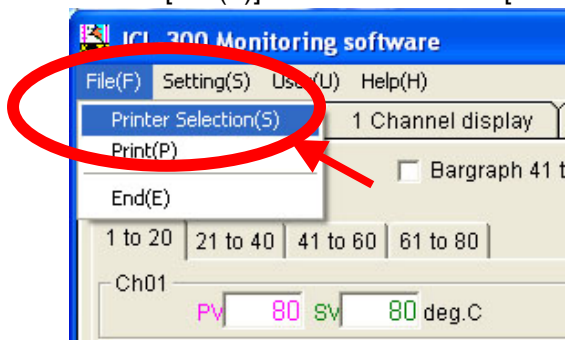 JCL-300 Monitoring software
File(F) Setting(S) User(U) Help(H)
Printer Selection(S) 1 Channel display
Print(P)
Bargraph 41 t
End(E)
1 to 20 21 to 40 41 to 60 61 to 80
Ch01
PV 80 SV 80 deg.C